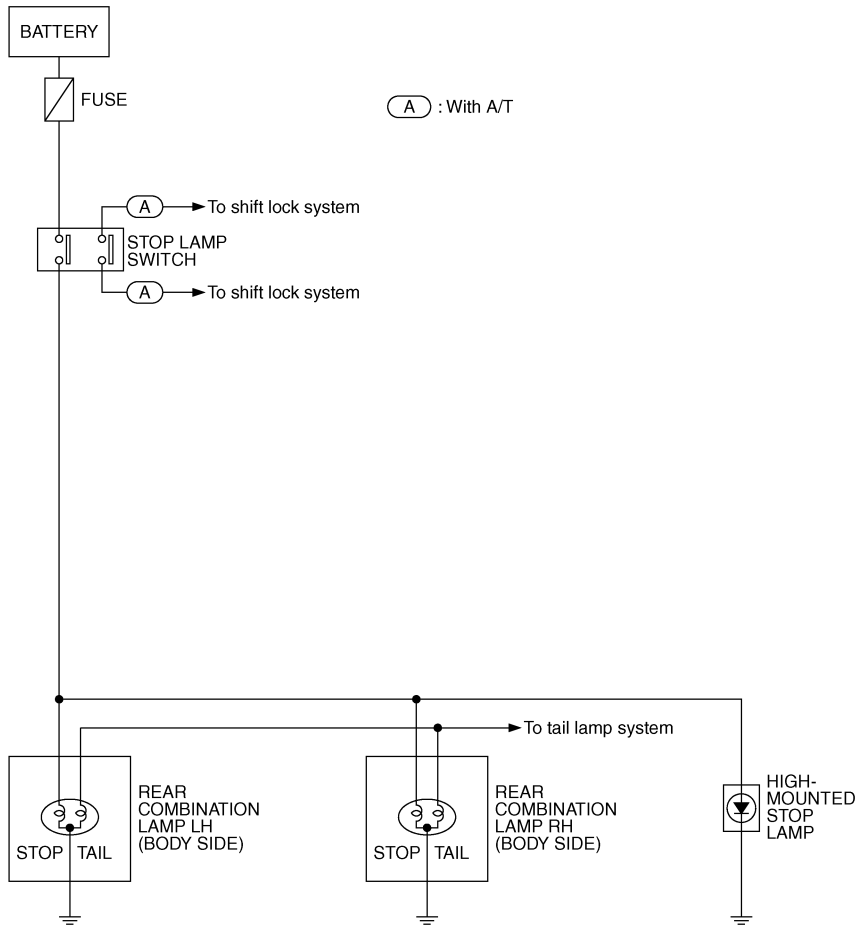 BATTERY
FUSE
A : With A/T
A To shift lock system
STOP LAMP
SWITCH
A To shift lock system
To tail lamp system
REAR
COMBINATION
LAMP LH
(BODY SIDE)
STOP TAIL
REAR
COMBINATION
LAMP RH
(BODY SIDE)
STOP TAIL
HIGH-
MOUNTED
STOP
LAMP